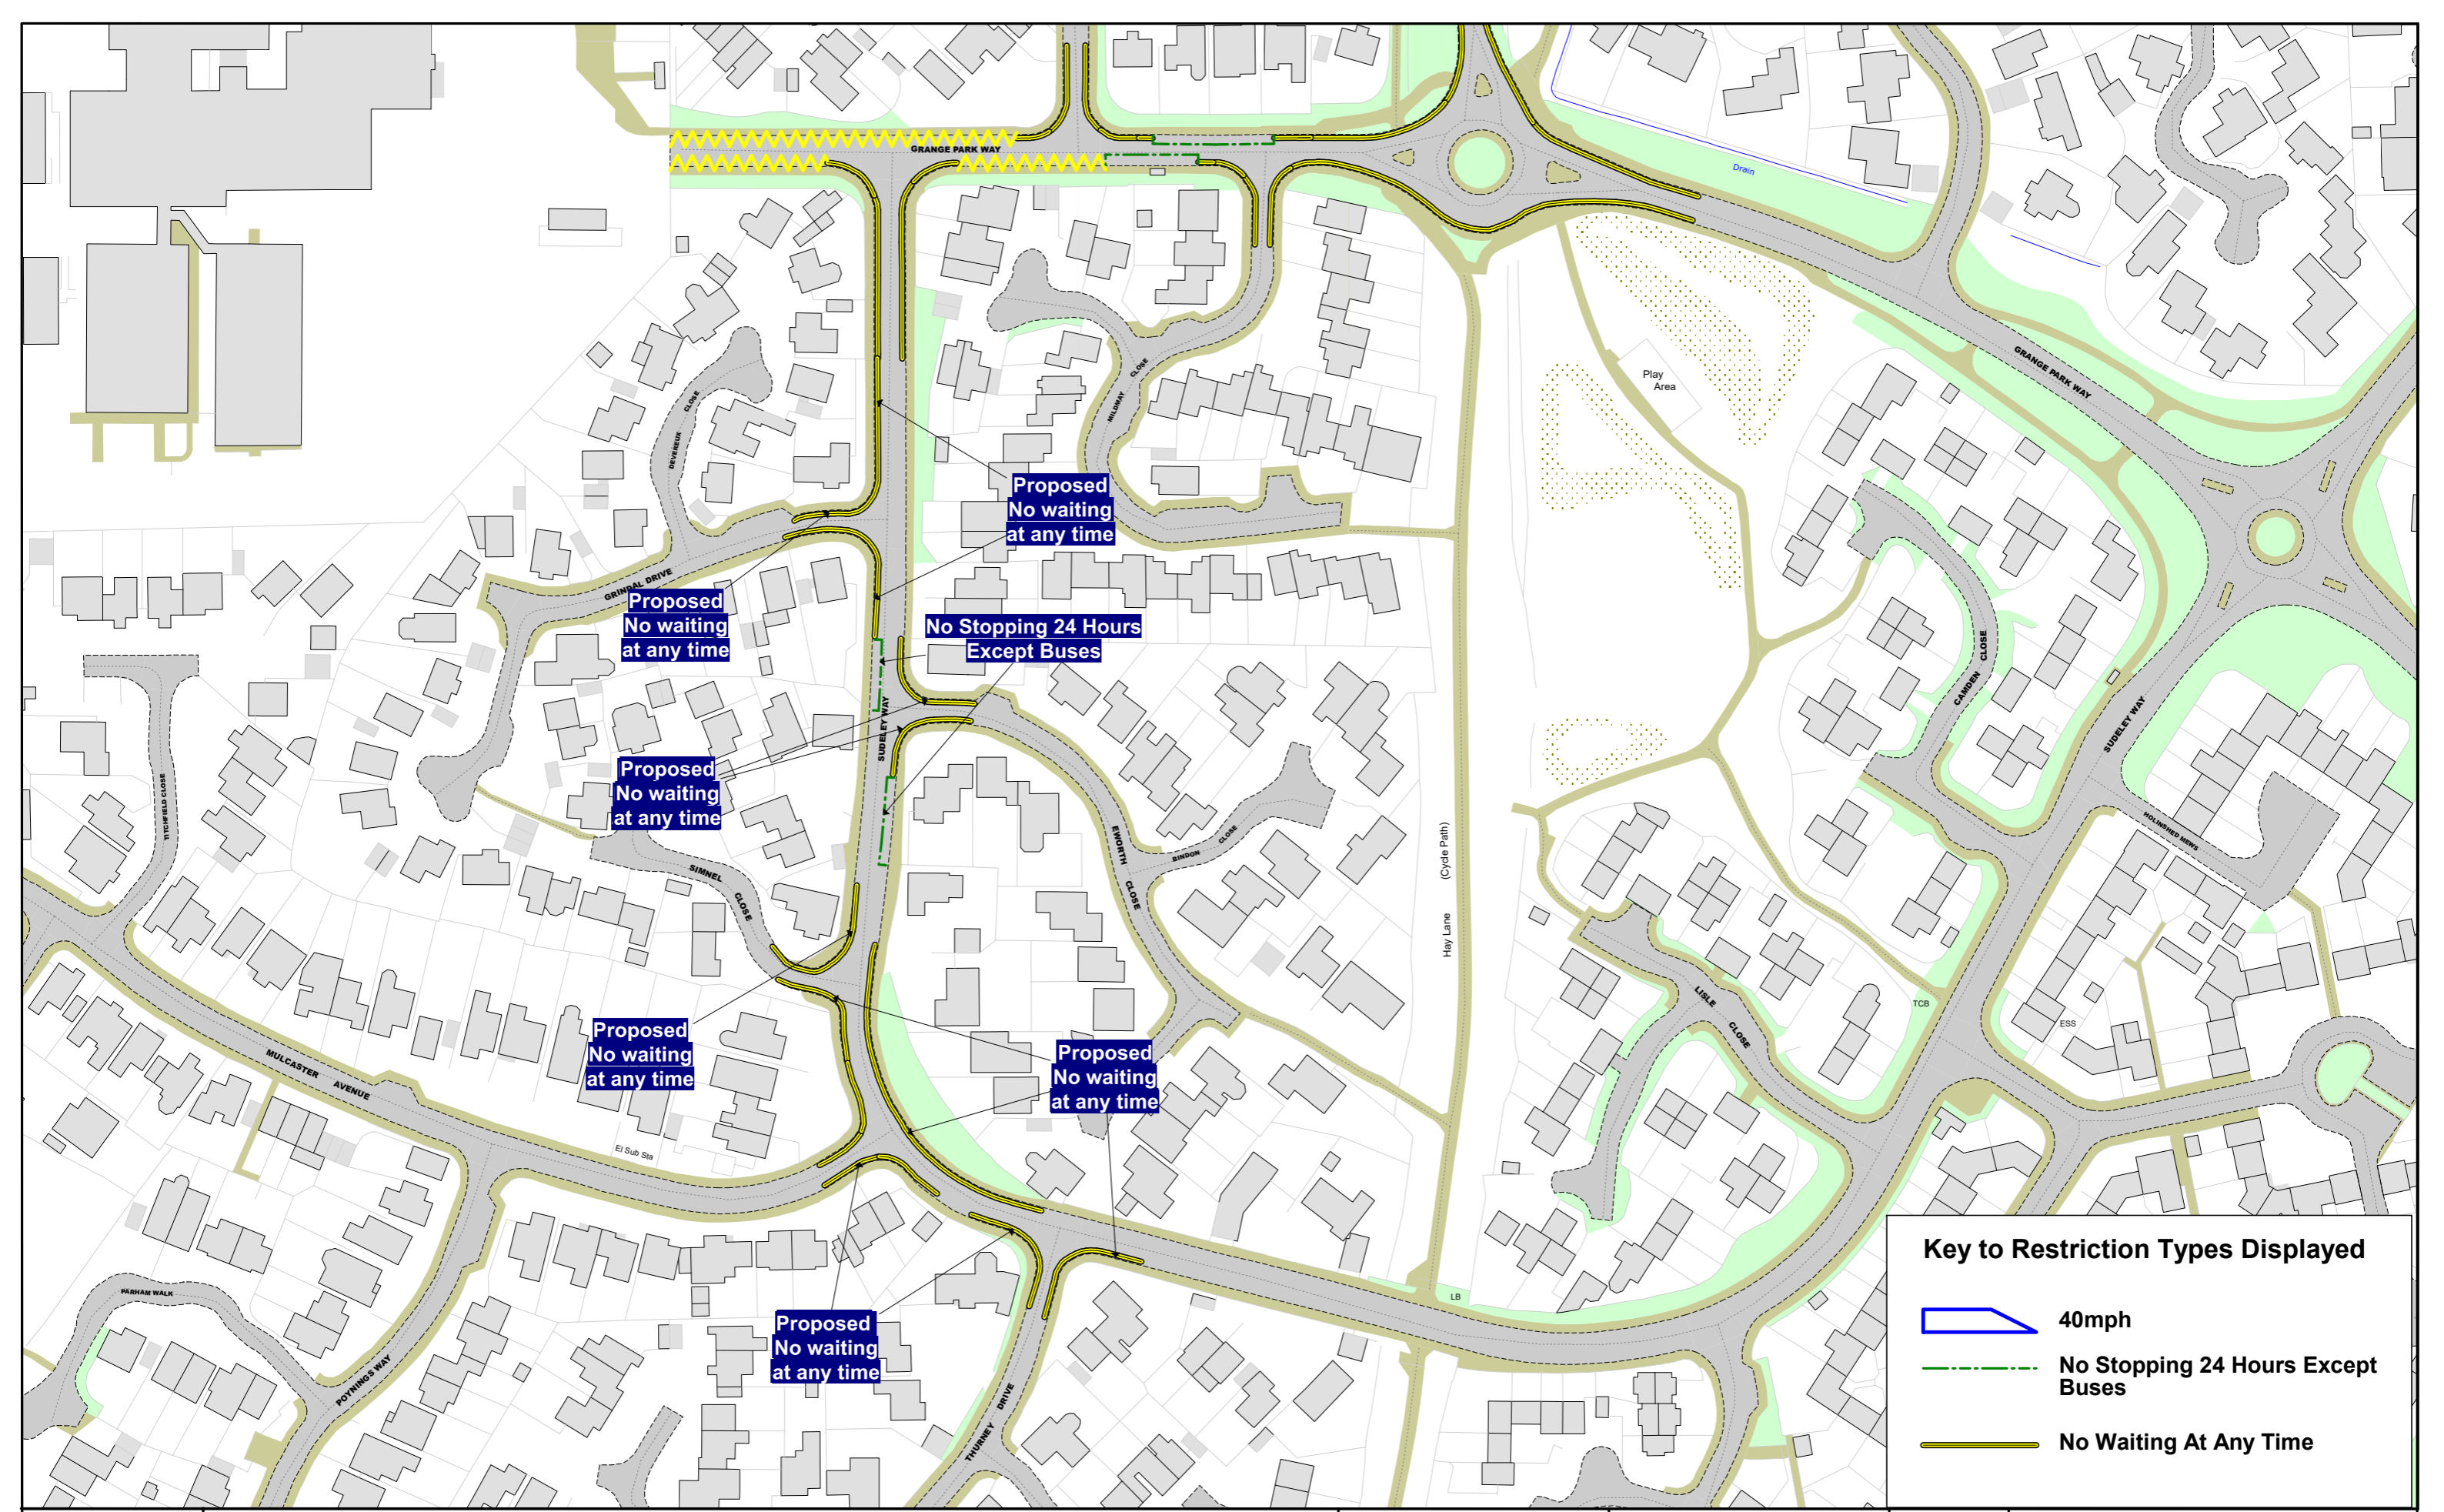 GRANGE PARK WAY
Drain
GRANGE PARK WAY
Play
Area
MILDMAY CLOSE
DEVEREUX CLOSE
Proposed
No waiting
at any time
GRINDAL DRIVE
Proposed
No waiting
at any time
No Stopping 24 Hours
Except Buses
CAMDEN CLOSE
SUDELEY WAY
SUDELEY WAY
Proposed
No waiting
at any time
TITCHFIELD CLOSE
HOLINSHED MEWS
EWORTH CLOSE
BINDON CLOSE
SIMNEL CLOSE
Hay Lane (Cycle Path)
LISLE CLOSE
TCB
ESS
Proposed
No waiting
at any time
Proposed
No waiting
at any time
MULCASTER AVENUE
El Sub Sta
PARHAM WALK
LB
POYNINGS WAY
Proposed
No waiting
at any time
THURNEY DRIVE
Key to Restriction Types Displayed
40mph
No Stopping 24 Hours Except
Buses
No Waiting At Any Time